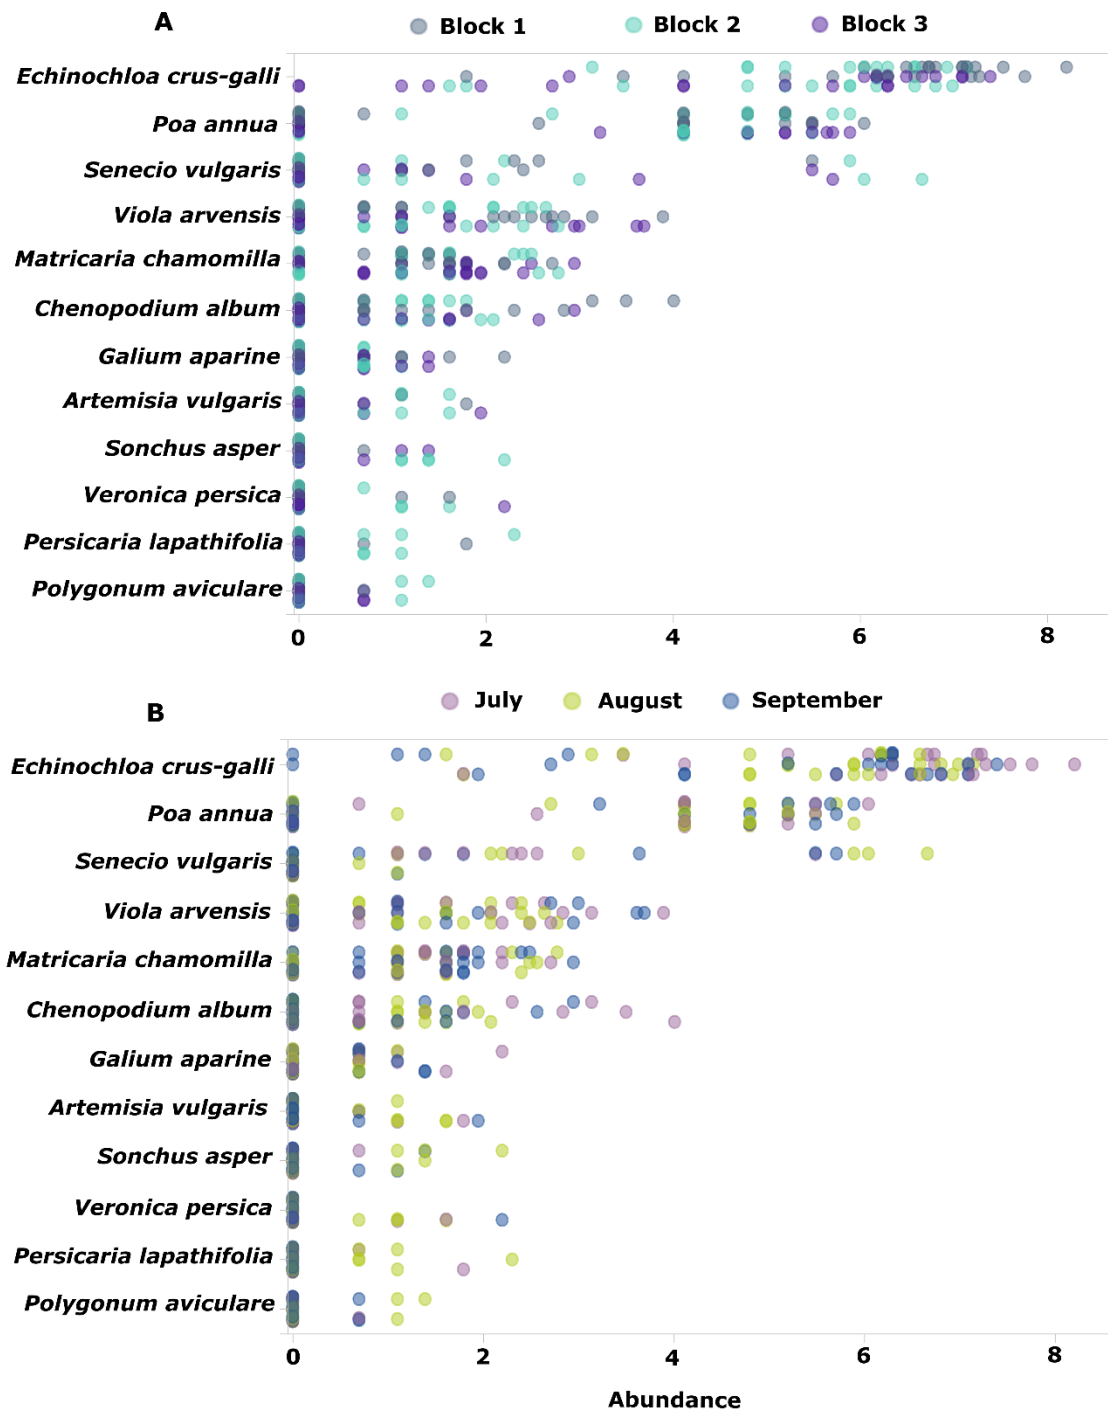 A
Block 1 Block 2 Block 3
Echinochloa crus-galli
Poa annua
Senecio vulgaris
Viola arvensis
Matricaria chamomilla
Chenopodium album
Galium aparine
Artemisia vulgaris
Sonchus asper
Veronica persica
Persicaria lapathifolia
Polygonum aviculare
0 2 4 6 8
B
July August September
Echinochloa crus-galli
Poa annua
Senecio vulgaris
Viola arvensis
Matricaria chamomilla
Chenopodium album
Galium aparine
Artemisia vulgaris
Sonchus asper
Veronica persica
Persicaria lapathifolia
Polygonum aviculare
0 2 4 6 8
Abundance